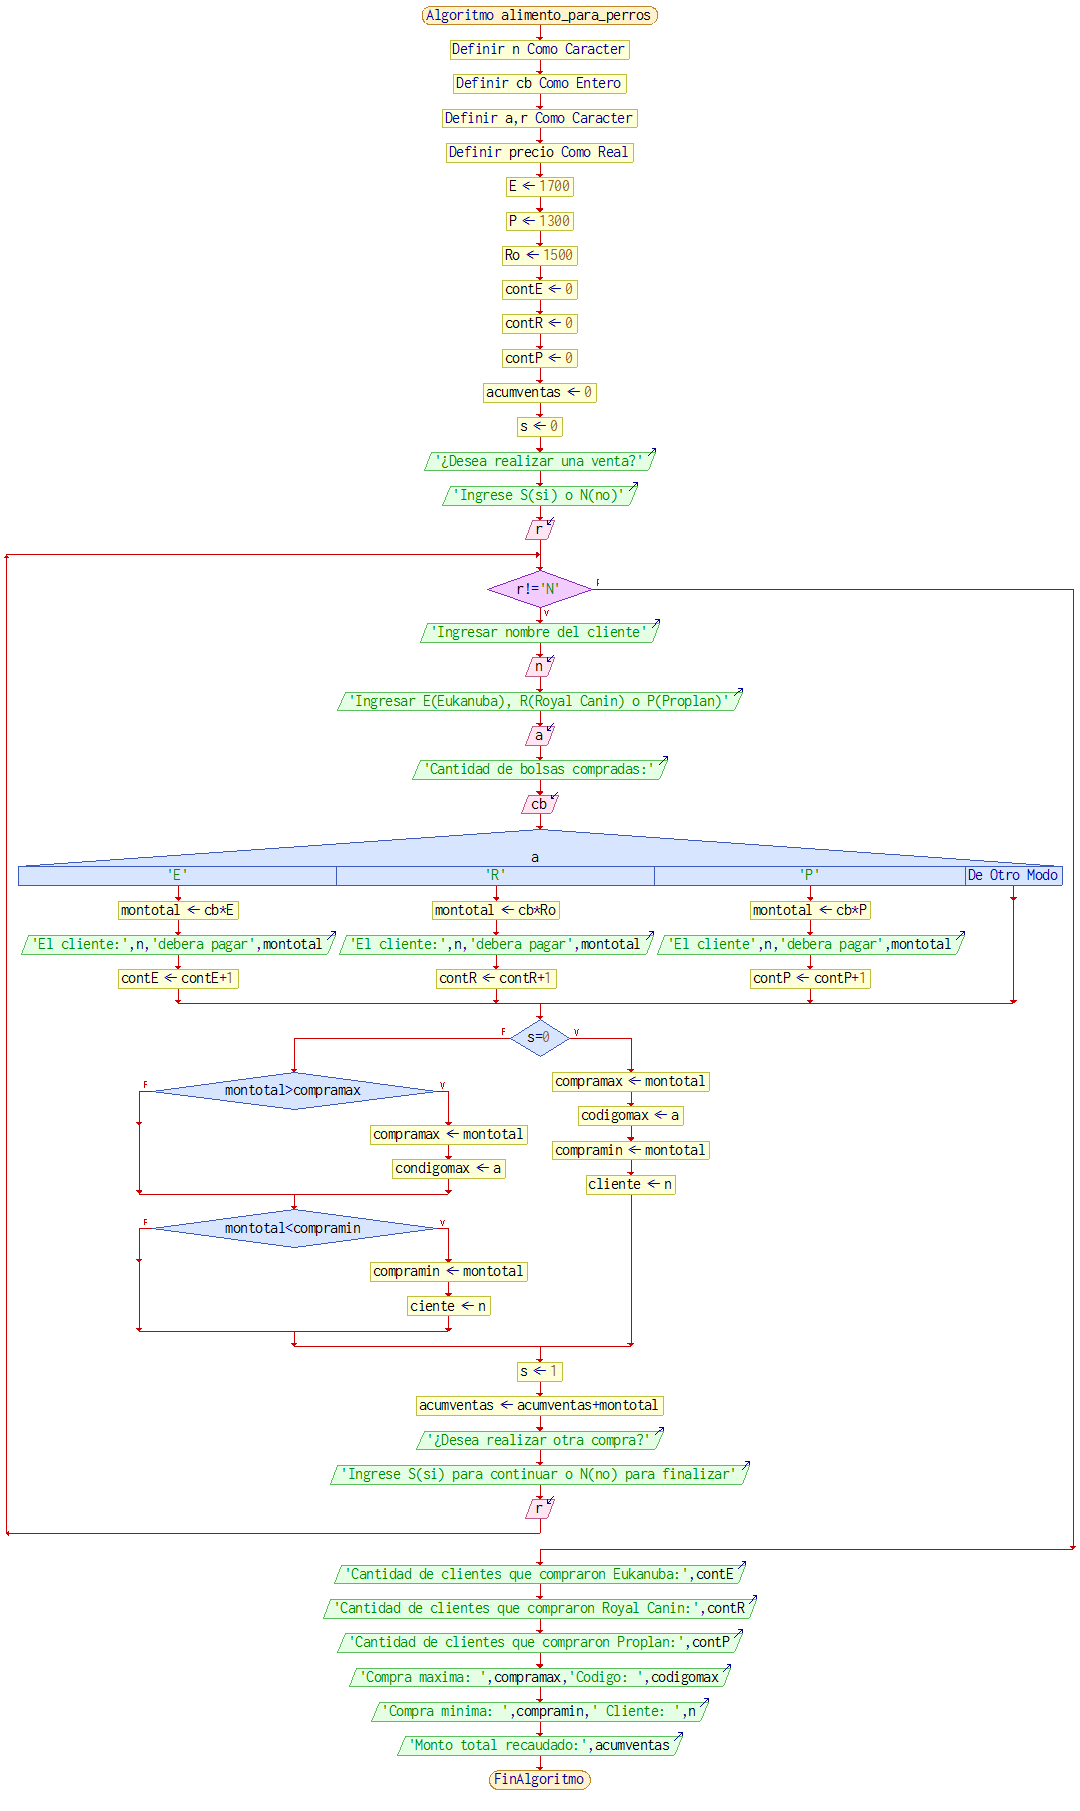 Algoritmo alimento_para_perros
Definir n Como Caracter
Definir cb Como Entero
Definir a,r Como Caracter
Definir precio Como Real
E ← 1700
P ← 1300
Ro ← 1500
contE ← 0
contR ← 0
contP ← 0
acumventas ← 0
s ← 0
'¿Desea realizar una venta?'
'Ingrese S(si) o N(no)'
r
r!='N'
F
V
'Ingresar nombre del cliente'
n
'Ingresar E(Eukanuba), R(Royal Canin) o P(Proplan)'
a
'Cantidad de bolsas compradas:'
cb
a
'E' 'R' 'P' De Otro Modo
montotal ← cb*E montotal ← cb*Ro montotal ← cb*P
'El cliente:',n,'debera pagar',montotal 'El cliente:',n,'debera pagar',montotal 'El cliente',n,'debera pagar',montotal
contE ← contE+1 contR ← contR+1 contP ← contP+1
F s=0 V
F montotal>compramax V compramax ← montotal
codigomax ← a
compramax ← montotal compramin ← montotal
condigomax ← a cliente ← n
F montotal<compramin V
compramin ← montotal
ciente ← n
s ← 1
acumventas ← acumventas+montotal
'¿Desea realizar otra compra?'
'Ingrese S(si) para continuar o N(no) para finalizar'
r
'Cantidad de clientes que compraron Eukanuba:',contE
'Cantidad de clientes que compraron Royal Canin:',contR
'Cantidad de clientes que compraron Proplan:',contP
'Compra maxima: ',compramax,'Codigo: ',codigomax
'Compra minima: ',compramin,' Cliente: ',n
'Monto total recaudado:',acumventas
FinAlgoritmo